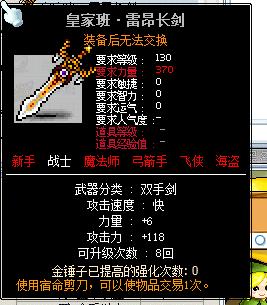 皇家班·雷昂长剑
装备后无法交换
要求等级： 130
要求力量： 370
要求敏捷： 0
要求智力： 0
要求运气： 0
要求人气度： -
道具等级： -
道具经验值： -
新手 战士 魔法师 弓箭手 飞侠 海盗
武器分类 ： 双手剑
攻击速度 ： 快
力量 ： +6
攻击力 ： +118
可升级次数 ： 8回
金锤子已提高的强化次数: 0
使用宿命剪刀，可以使物品交易1次。